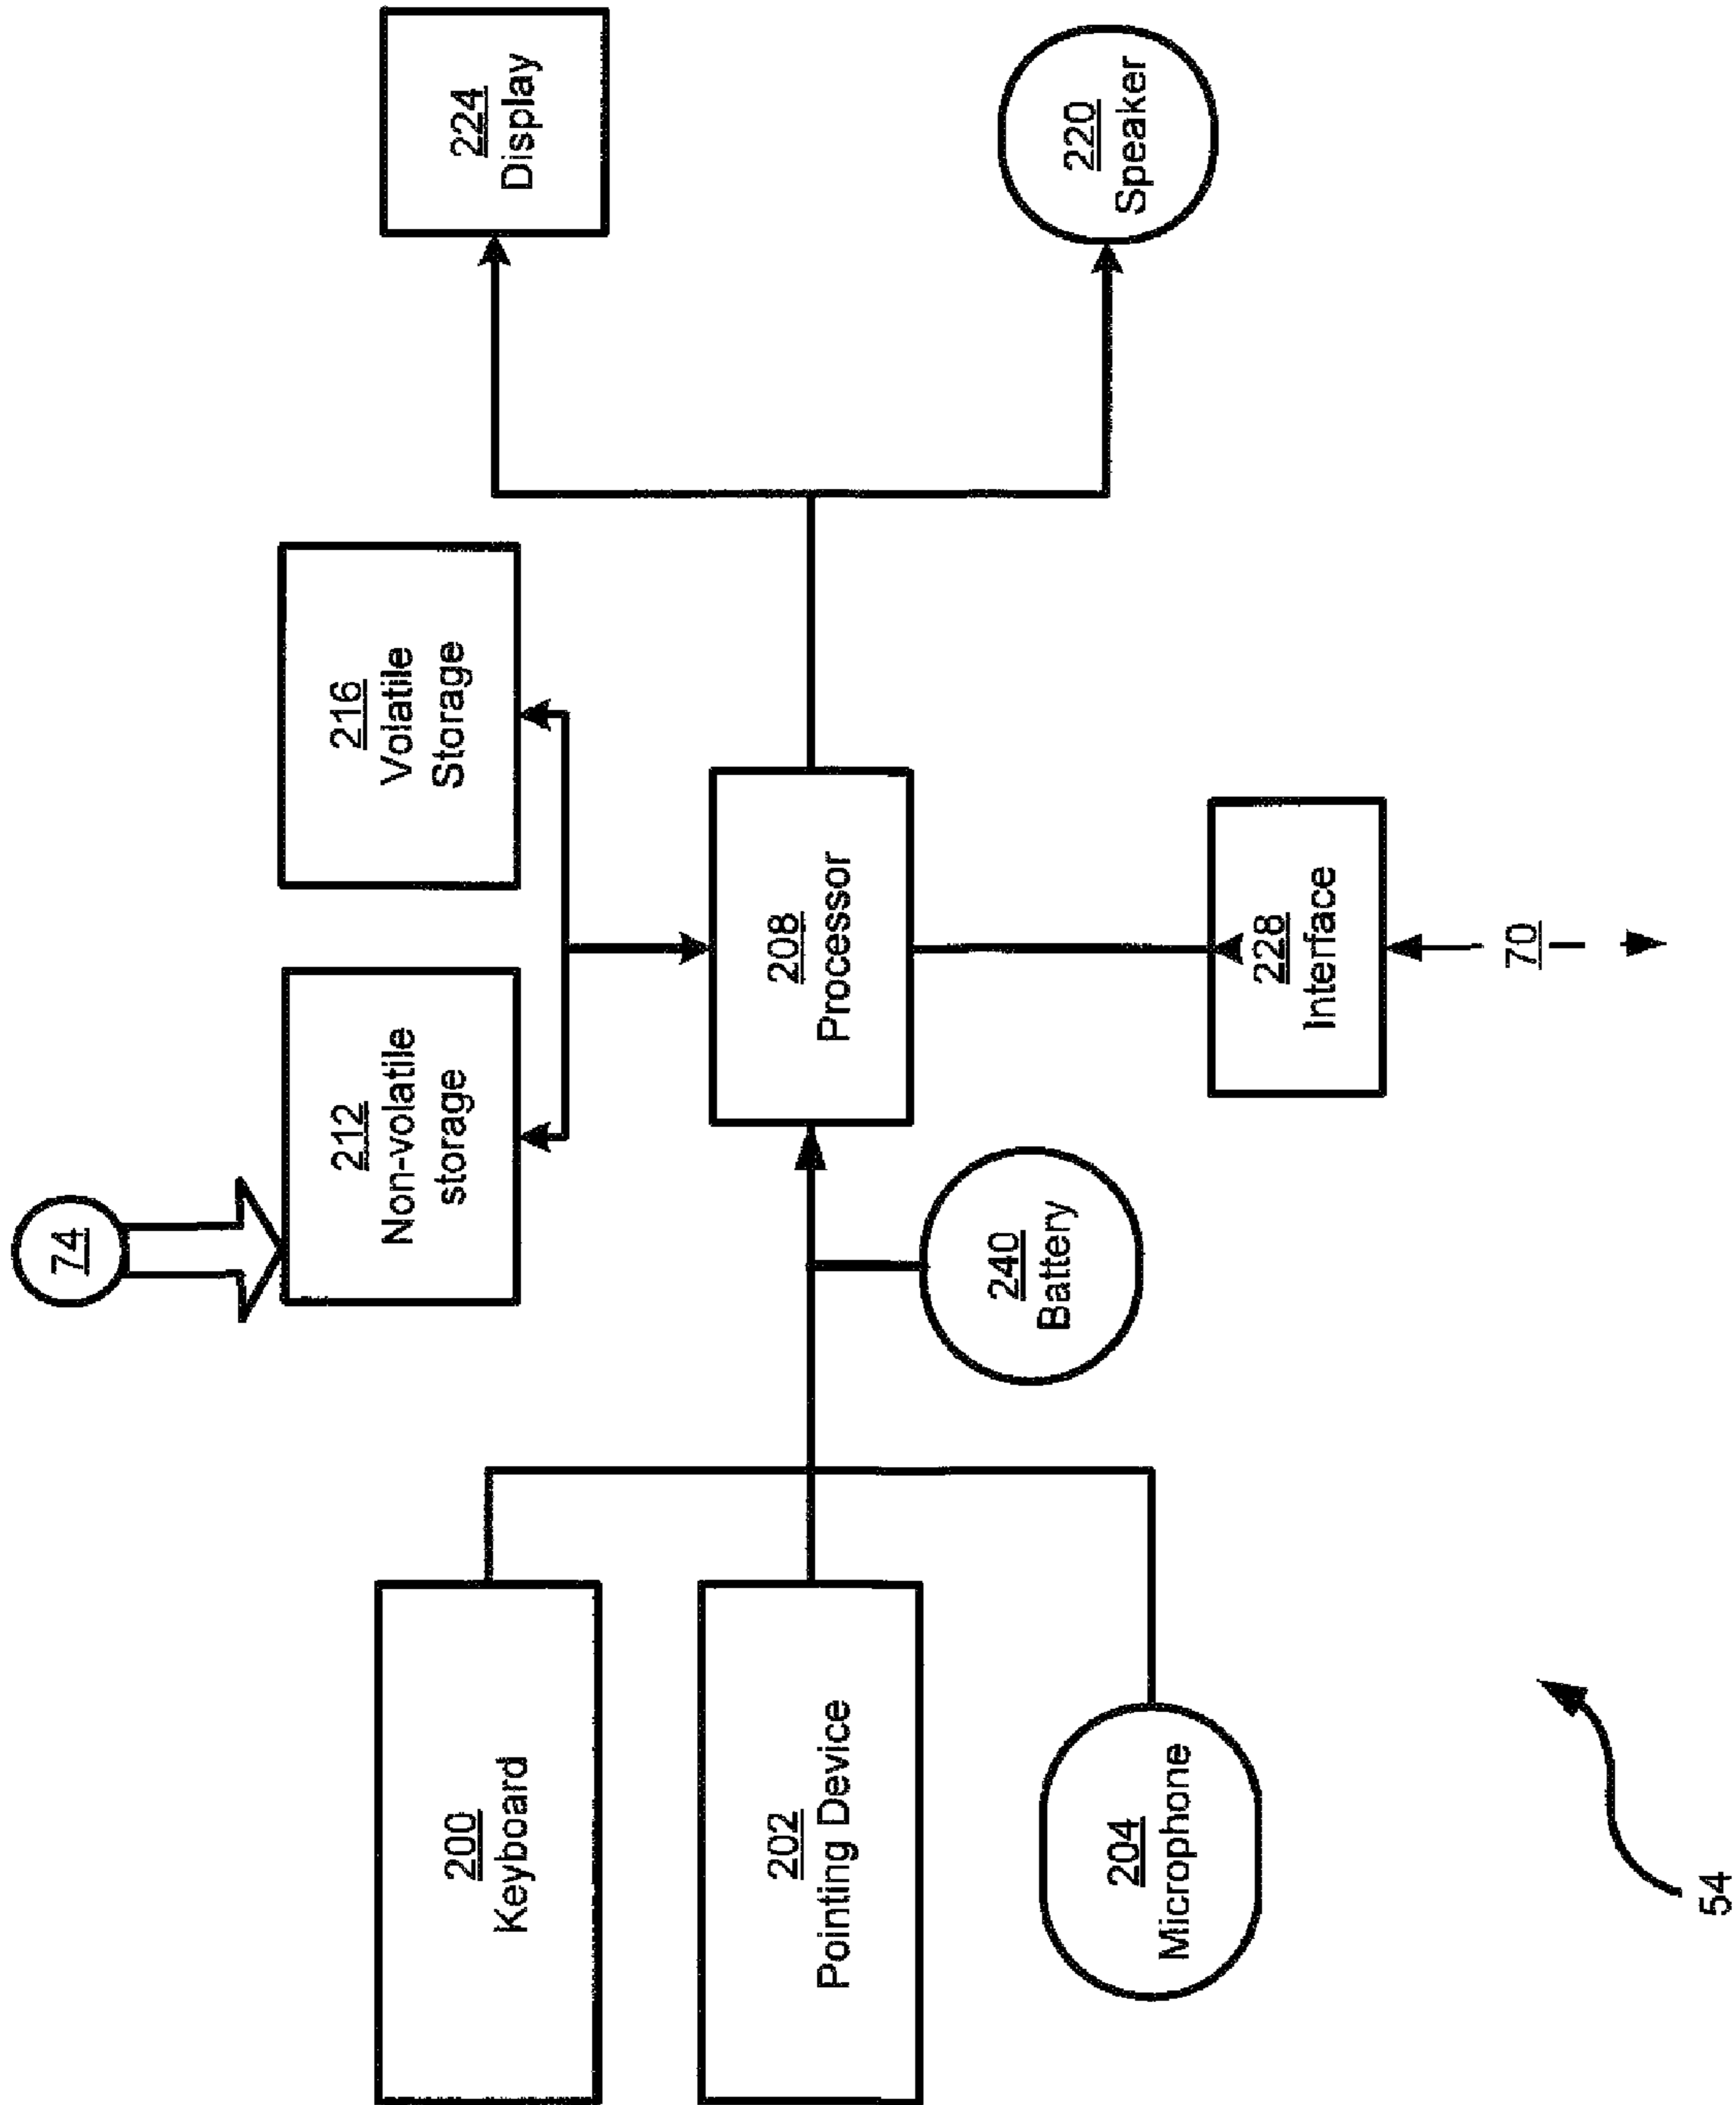 74
212
Non-volatile
storage
216
Volatile
Storage
200
Keyboard
202
Pointing Device
204
Microphone
240
Battery
208
Processor
228
Interface
70
224
Display
220
Speaker
54